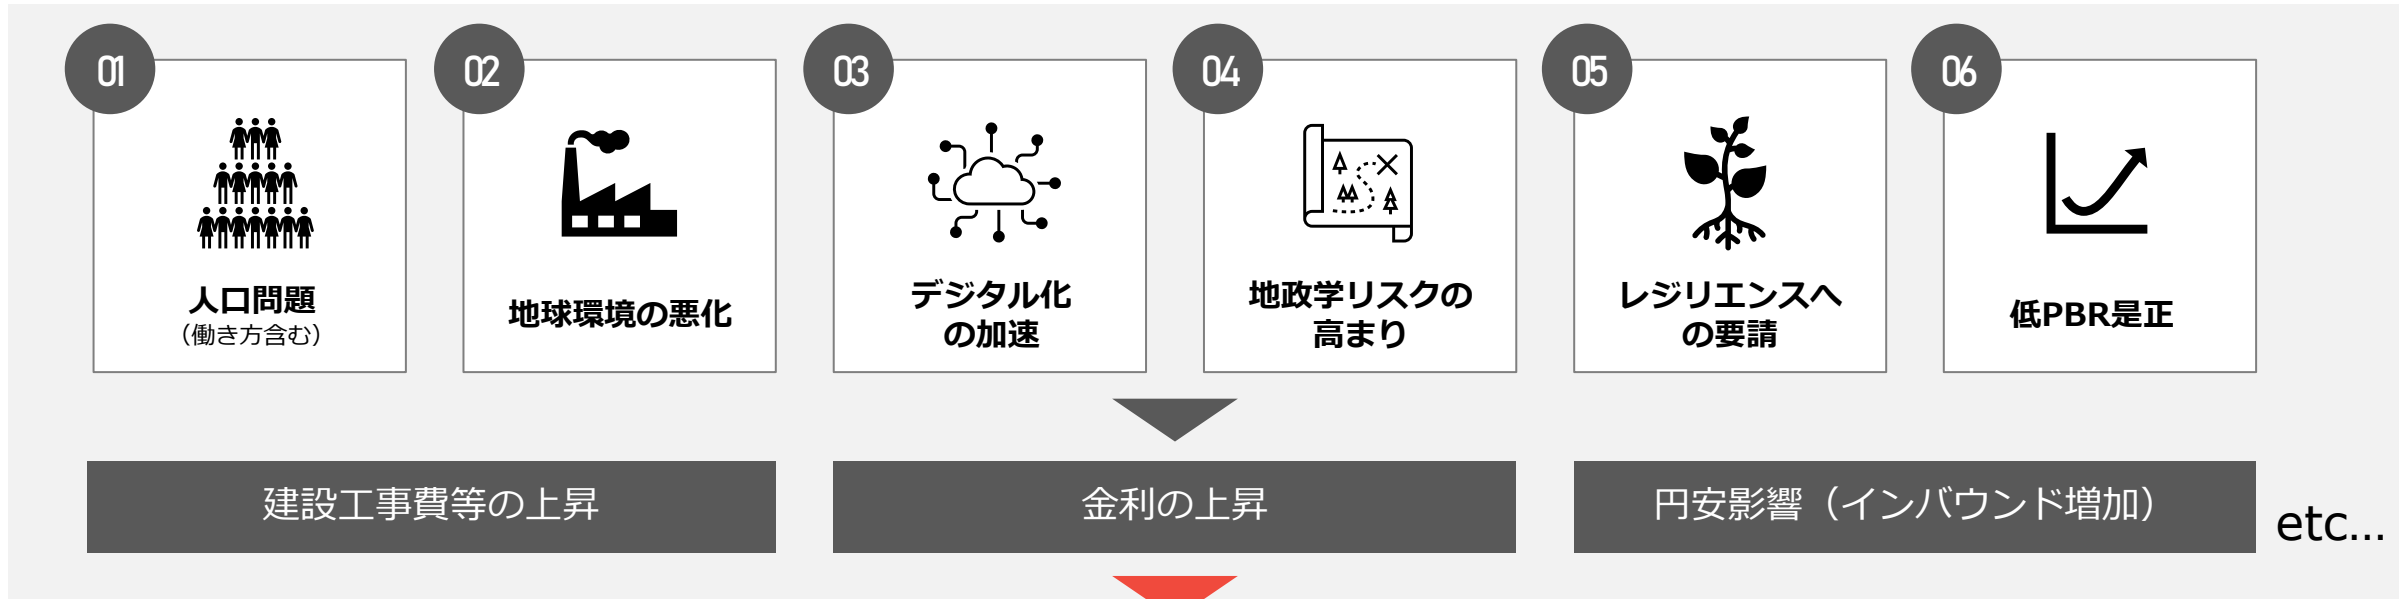 01
人口問題
（働き方含む）
02
地球環境の悪化
03
デジタル化
の加速
04
地政学リスクの
高まり
05
レジリエンスへ
の要請
06
低PBR是正
建設工事費等の上昇
金利の上昇
円安影響（インバウンド増加）
etc...